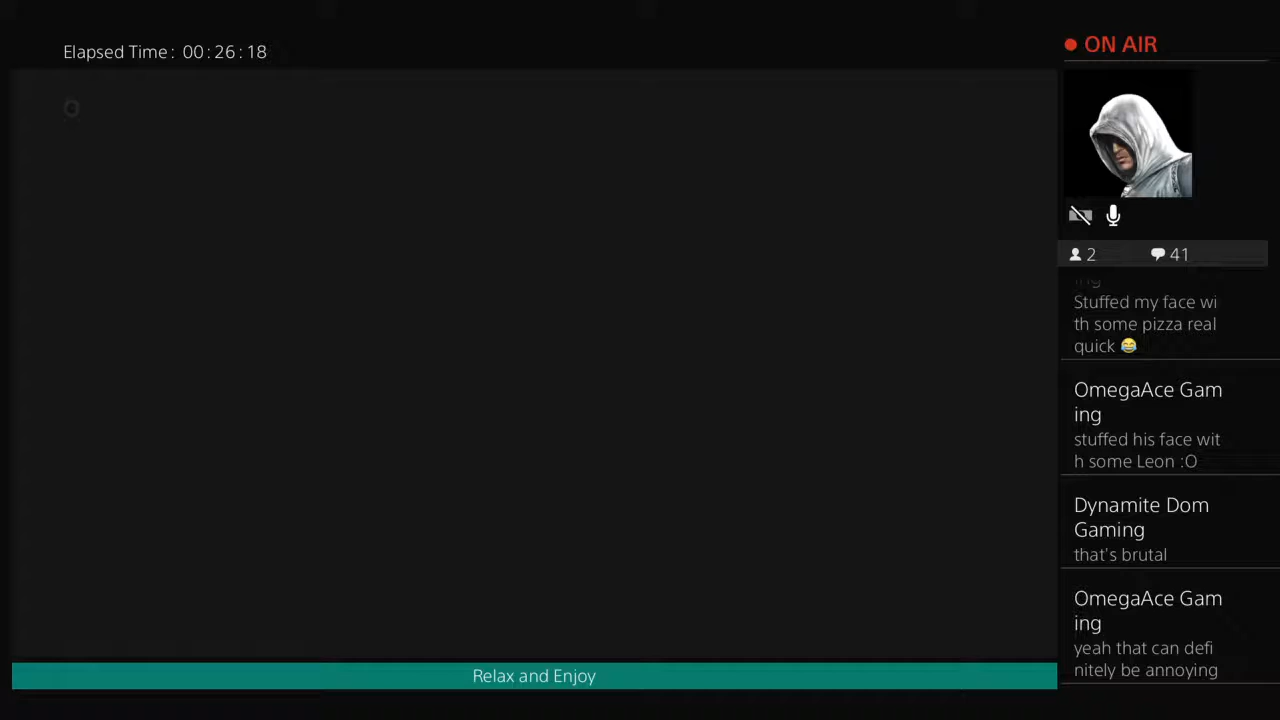 Elapsed Time: 00:26:18
ON AIR
2 41
ing
Stuffed my face wi
th some pizza real
quick 😂
OmegaAce Gam
ing
stuffed his face wit
h some Leon :O
Dynamite Dom
Gaming
that's brutal
OmegaAce Gam
ing
yeah that can defi
nitely be annoying
Relax and Enjoy